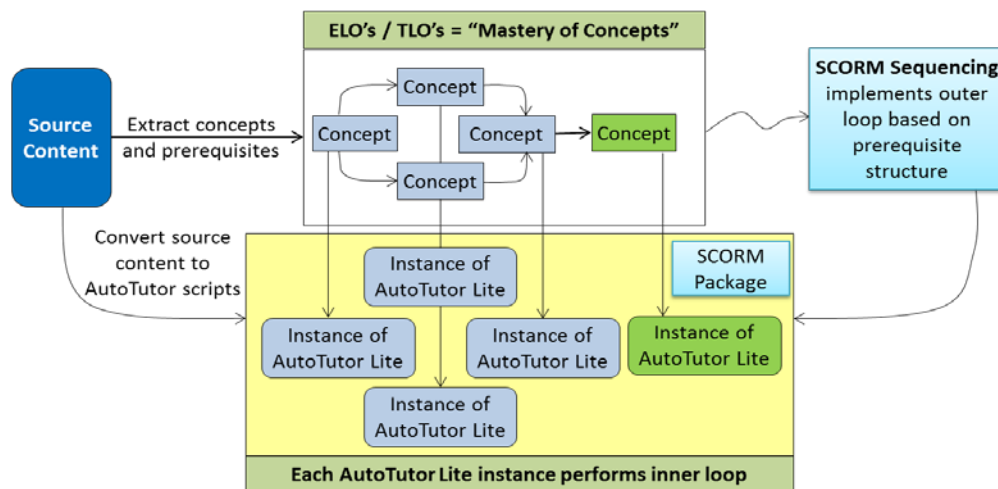 ELO's / TLO's = “Mastery of Concepts”
Source
Content
Extract concepts
and prerequisites
Concept
Concept
Concept
Concept
Concept
SCORM Sequencing
implements outer
loop based on
prerequisite
structure
Convert source
content to
AutoTutor scripts
SCORM
Package
Instance of
AutoTutor Lite
Instance of
AutoTutor Lite
Instance of
AutoTutor Lite
Instance of
AutoTutor Lite
Instance of
AutoTutor Lite
Each AutoTutor Lite instance performs inner loop